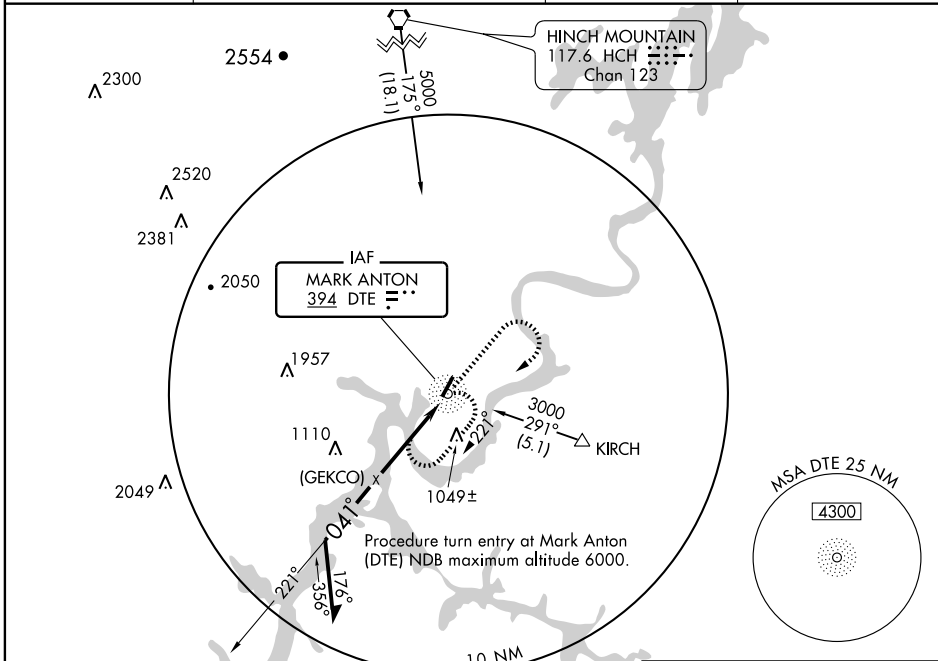 HINCH MOUNTAIN
117.6 HCH
Chan 123
2554
2300
5000
175°
(18.1)
2520
2381
2050
IAF
MARK ANTON
394 DTE
1957
3000
291°
(5.1)
KIRCH
221°
1110
(GEKCO)
X
1049±
2049
MSA DTE 25 NM
4300
041°
Procedure turn entry at Mark Anton
(DTE) NDB maximum altitude 6000.
221°
356°
176°
10 NM